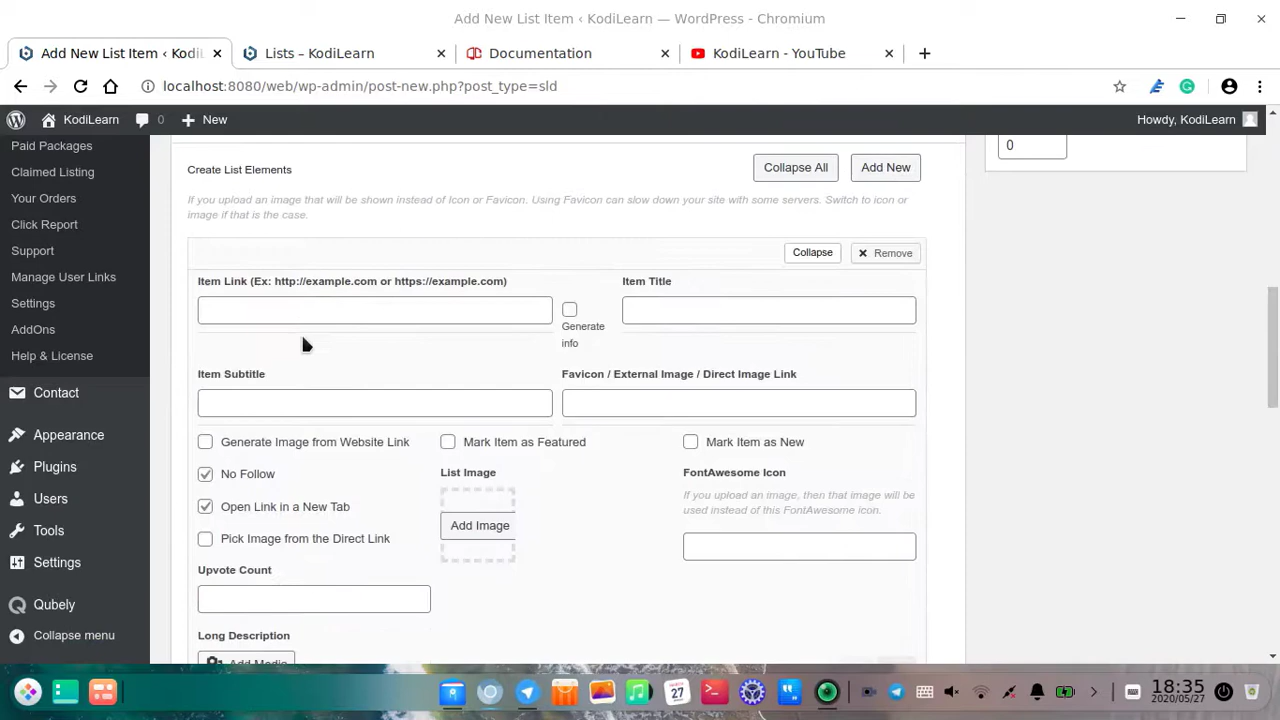 Add New List Item ‹ KodiLearn — WordPress - Chromium
Add New List Item ‹ Kodi
Lists – KodiLearn
Documentation
KodiLearn - YouTube
localhost:8080/web/wp-admin/post-new.php?post_type=sld
KodiLearn
0
New
Howdy, KodiLearn
Paid Packages
Claimed Listing
Your Orders
Click Report
Support
Manage User Links
Settings
AddOns
Help & License
Contact
Appearance
Plugins
Users
Tools
Settings
Qubely
Collapse menu
0
Create List Elements
Collapse All
Add New
If you upload an image that will be shown instead of Icon or Favicon. Using Favicon can slow down your site with some servers. Switch to icon or
image if that is the case.
Collapse
Remove
Item Link (Ex: http://example.com or https://example.com)
Item Title
Generate
info
Item Subtitle
Favicon / External Image / Direct Image Link
Generate Image from Website Link
Mark Item as Featured
Mark Item as New
No Follow
List Image
FontAwesome Icon
If you upload an image, then that image will be
used instead of this FontAwesome icon.
Open Link in a New Tab
Add Image
Pick Image from the Direct Link
Upvote Count
Long Description
Add Media
27
18:35
2020/05/27